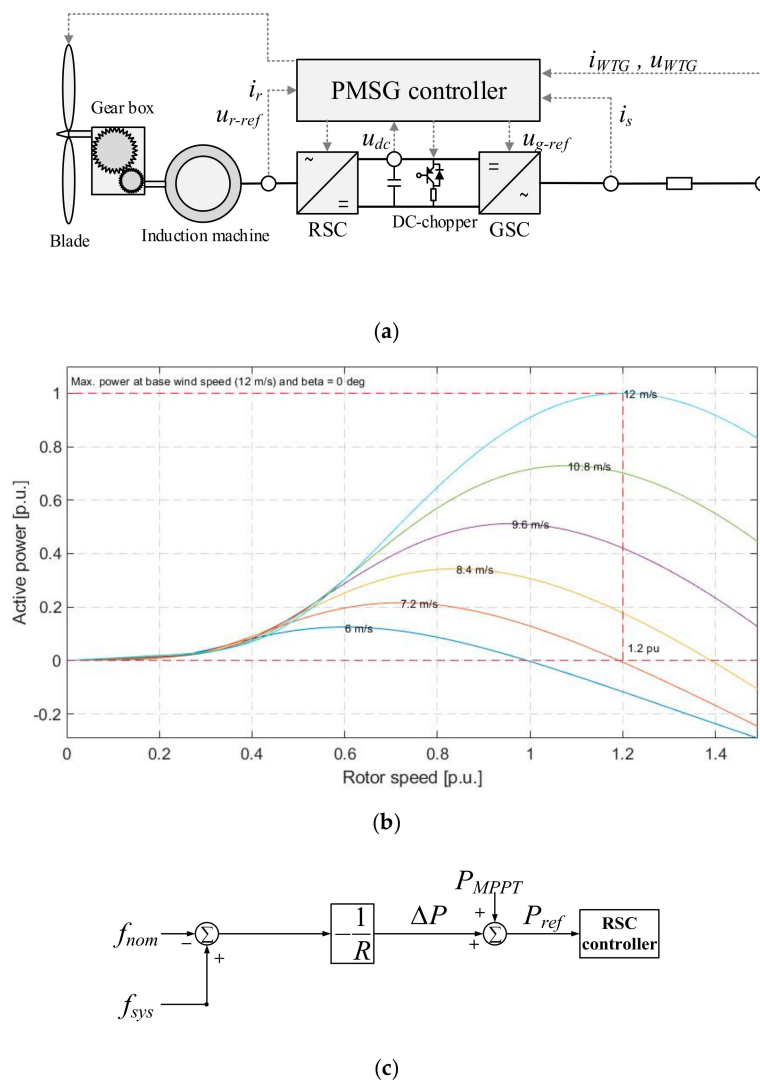 PMSG controller
i_WTG , u_WTG
i_r
u_r-ref
Gear box
u_dc
u_g-ref
i_s
~
=
=
~
Blade
Induction machine
RSC
DC-chopper
GSC
(a)
Max. power at base wind speed (12 m/s) and beta = 0 deg
1
12 m/s
0.8
10.8 m/s
0.6
9.6 m/s
0.4
8.4 m/s
0.2
7.2 m/s
6 m/s
0
1.2 pu
-0.2
Active power [p.u.]
0 0.2 0.4 0.6 0.8 1 1.2 1.4
Rotor speed [p.u.]
(b)
P_MPPT
f_nom
−
Σ
+
−1/R
ΔP
+
+
Σ
P_ref
RSC
controller
f_sys
(c)